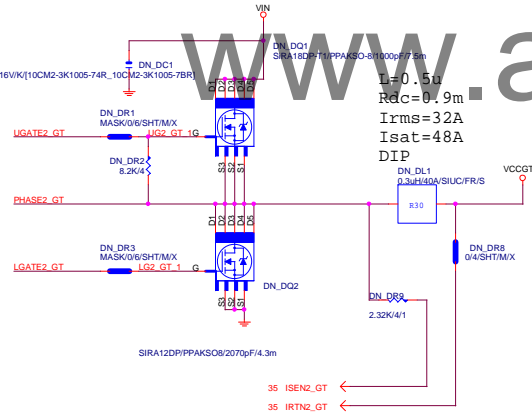 VIN
www.a
DN_DQ1
SIRA18DP-T1/PPAKSO-8/1000pF/7.5m
DN_DC1
16V/K/[10CM2-3K1005-74R_10CM2-3K1005-7BR]
L=0.5u
Rdc=0.9m
Irms=32A
Isat=48A
DIP
D1 D2 D3 D4 D5
DN_DR1
MASK/0/6/SHT/M/X
UGATE2_GT
UG2_GT_1
G
DN_DR2
8.2K/4
S3 S2 S1
DN_DL1
0.3uH/40A/SIUC/FR/S
VCCGT
PHASE2_GT
R30
D1 D2 D3 D4 D5
DN_DR3
MASK/0/6/SHT/M/X
LGATE2_GT
LG2_GT_1
G
DN_DR8
0/4/SHT/M/X
DN_DQ2
S3 S2 S1
DN_DR9
2.32K/4/1
SIRA12DP/PPAKSO8/2070pF/4.3m
35 ISEN2_GT
35 IRTN2_GT